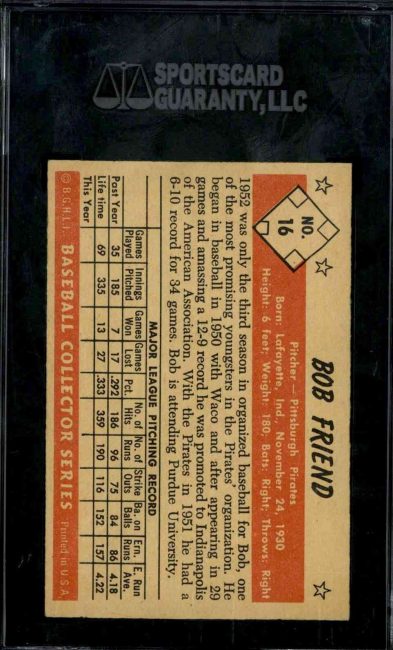 SPORTSCARD
GUARANTY, LLC
NO.
16
BOB FRIEND
Pitcher—Pittsburgh Pirates
Born: Lafayette, Ind., November 24, 1930
Height: 6 feet; Weight: 180; Bats: Right; Throws: Right
1952 was only the third season in organized baseball for Bob, one
of the most promising youngsters in the Pirates' organization. He
began in baseball in 1950 with Waco and after appearing in 29
games and amassing a 12-9 record he was promoted to Indianapolis
of the American Association. With the Pirates in 1951 he had a
6-10 record for 34 games. Bob is attending Purdue University.
MAJOR LEAGUE PITCHING RECORD
Games Innings Games Games No. of No. of Strike Ba. on Ern. E. Run
Played Pitched Won Lost Pct. Hits Runs Outs Balls Runs Ave.
Past Year 35 185 7 17 .292 186 96 75 84 86 4.18
Life time 69 335 13 27 .333 359 190 116 152 157 4.22
This Year
© B.G.H.L.I. BASEBALL COLLECTOR SERIES Printed in U.S.A.